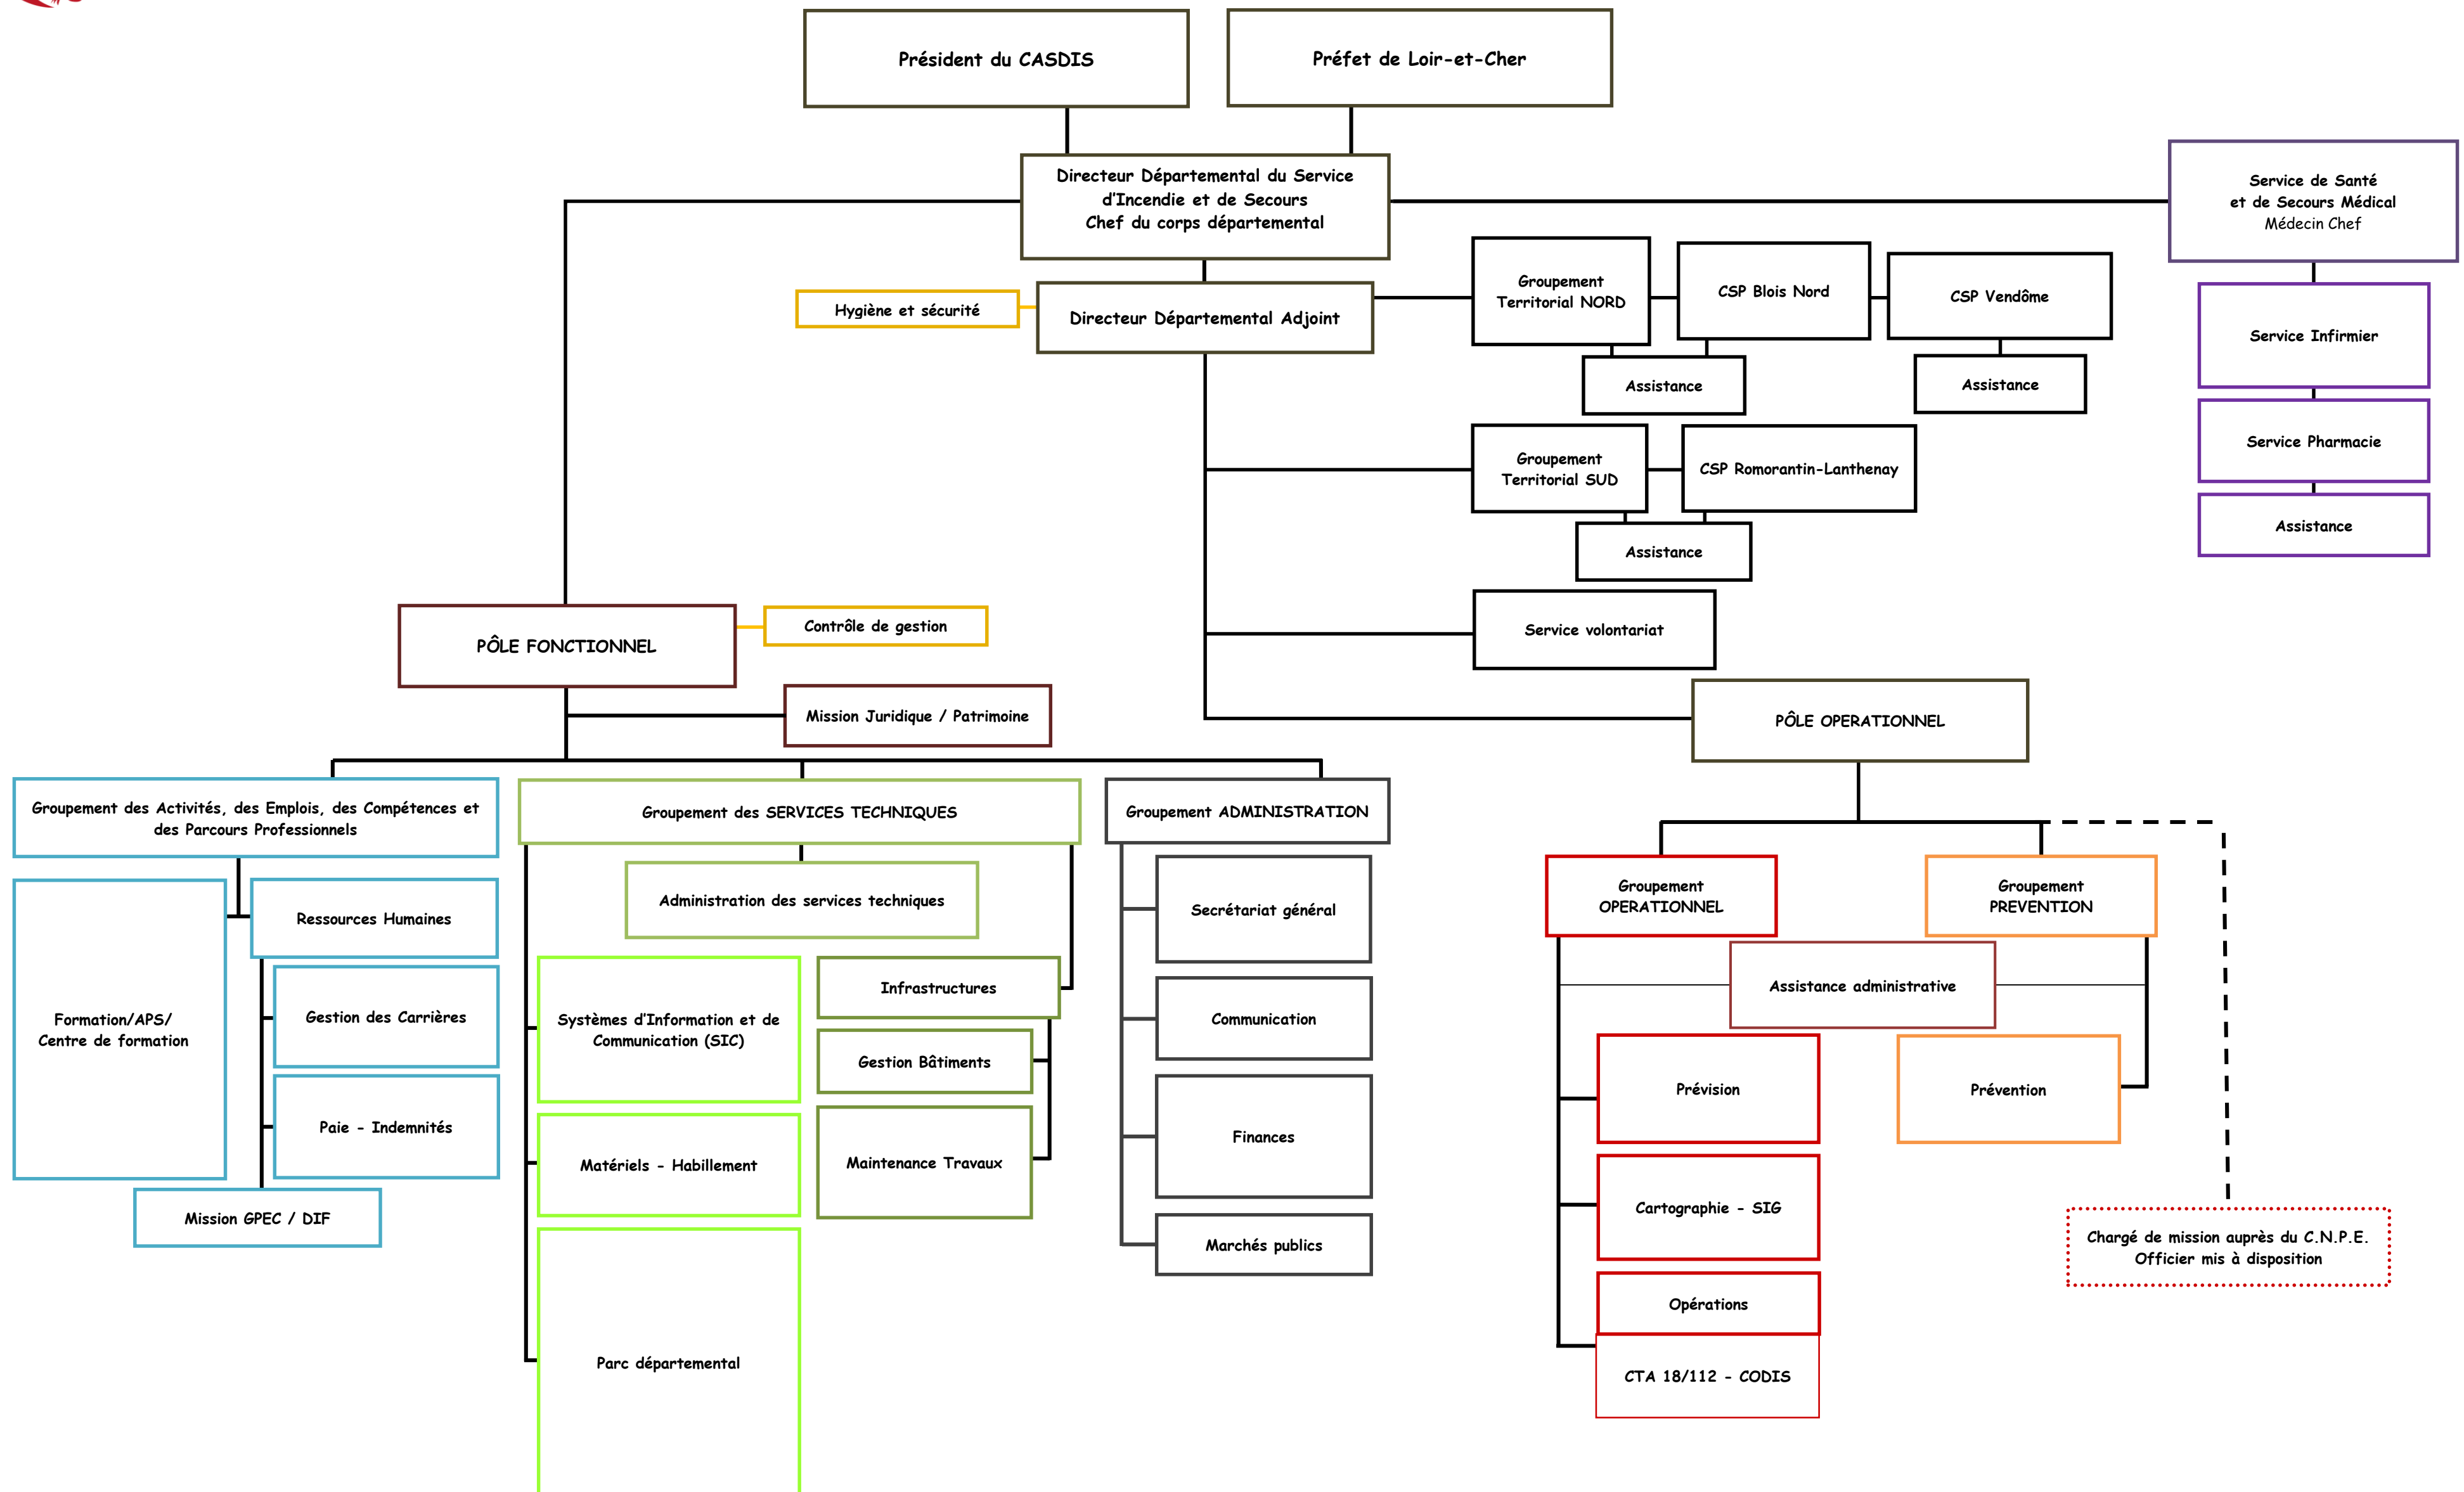 Président du CASDIS
Préfet de Loir-et-Cher
Directeur Départemental du Service
d'Incendie et de Secours
Chef du corps départemental
Service de Santé
et de Secours Médical
Médecin Chef
Hygiène et sécurité
Directeur Départemental Adjoint
Groupement
Territorial NORD
CSP Blois Nord
CSP Vendôme
Assistance
Assistance
Service Infirmier
Service Pharmacie
Assistance
Groupement
Territorial SUD
CSP Romorantin-Lanthenay
Assistance
Service volontariat
PÔLE FONCTIONNEL
Contrôle de gestion
Mission Juridique / Patrimoine
PÔLE OPERATIONNEL
Groupement des Activités, des Emplois, des Compétences et
des Parcours Professionnels
Groupement des SERVICES TECHNIQUES
Groupement ADMINISTRATION
Formation/APS/
Centre de formation
Ressources Humaines
Gestion des Carrières
Paie - Indemnités
Mission GPEC / DIF
Administration des services techniques
Systèmes d'Information et de
Communication (SIC)
Matériels - Habillement
Parc départemental
Infrastructures
Gestion Bâtiments
Maintenance Travaux
Secrétariat général
Communication
Finances
Marchés publics
Groupement
OPERATIONNEL
Groupement
PREVENTION
Assistance administrative
Prévision
Prévention
Cartographie - SIG
Opérations
CTA 18/112 - CODIS
Chargé de mission auprès du C.N.P.E.
Officier mis à disposition